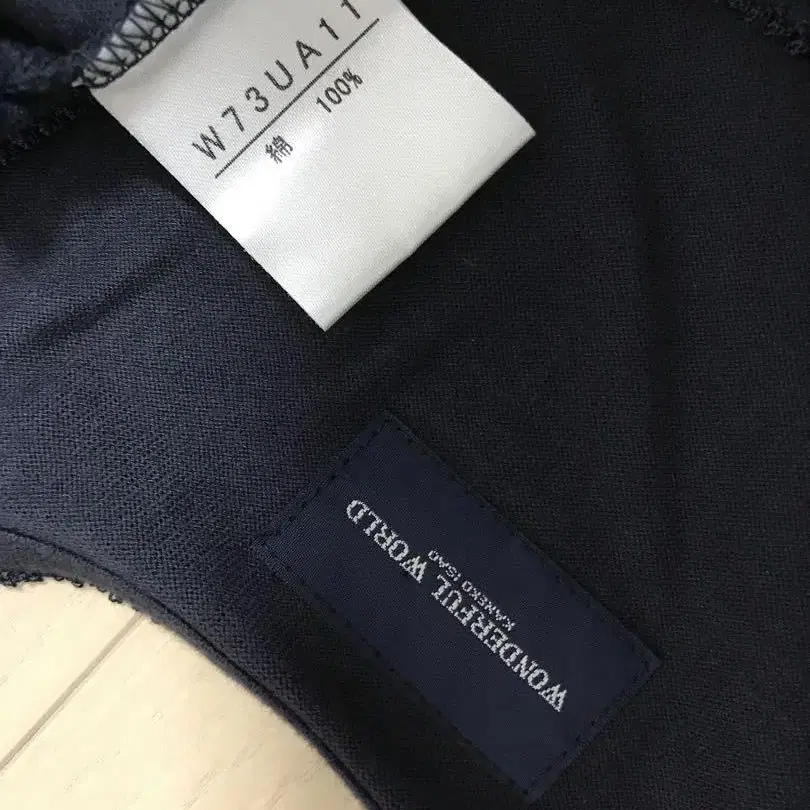 W73UA11
綿 100%
WONDERFUL WORLD
KANEKO ISAO